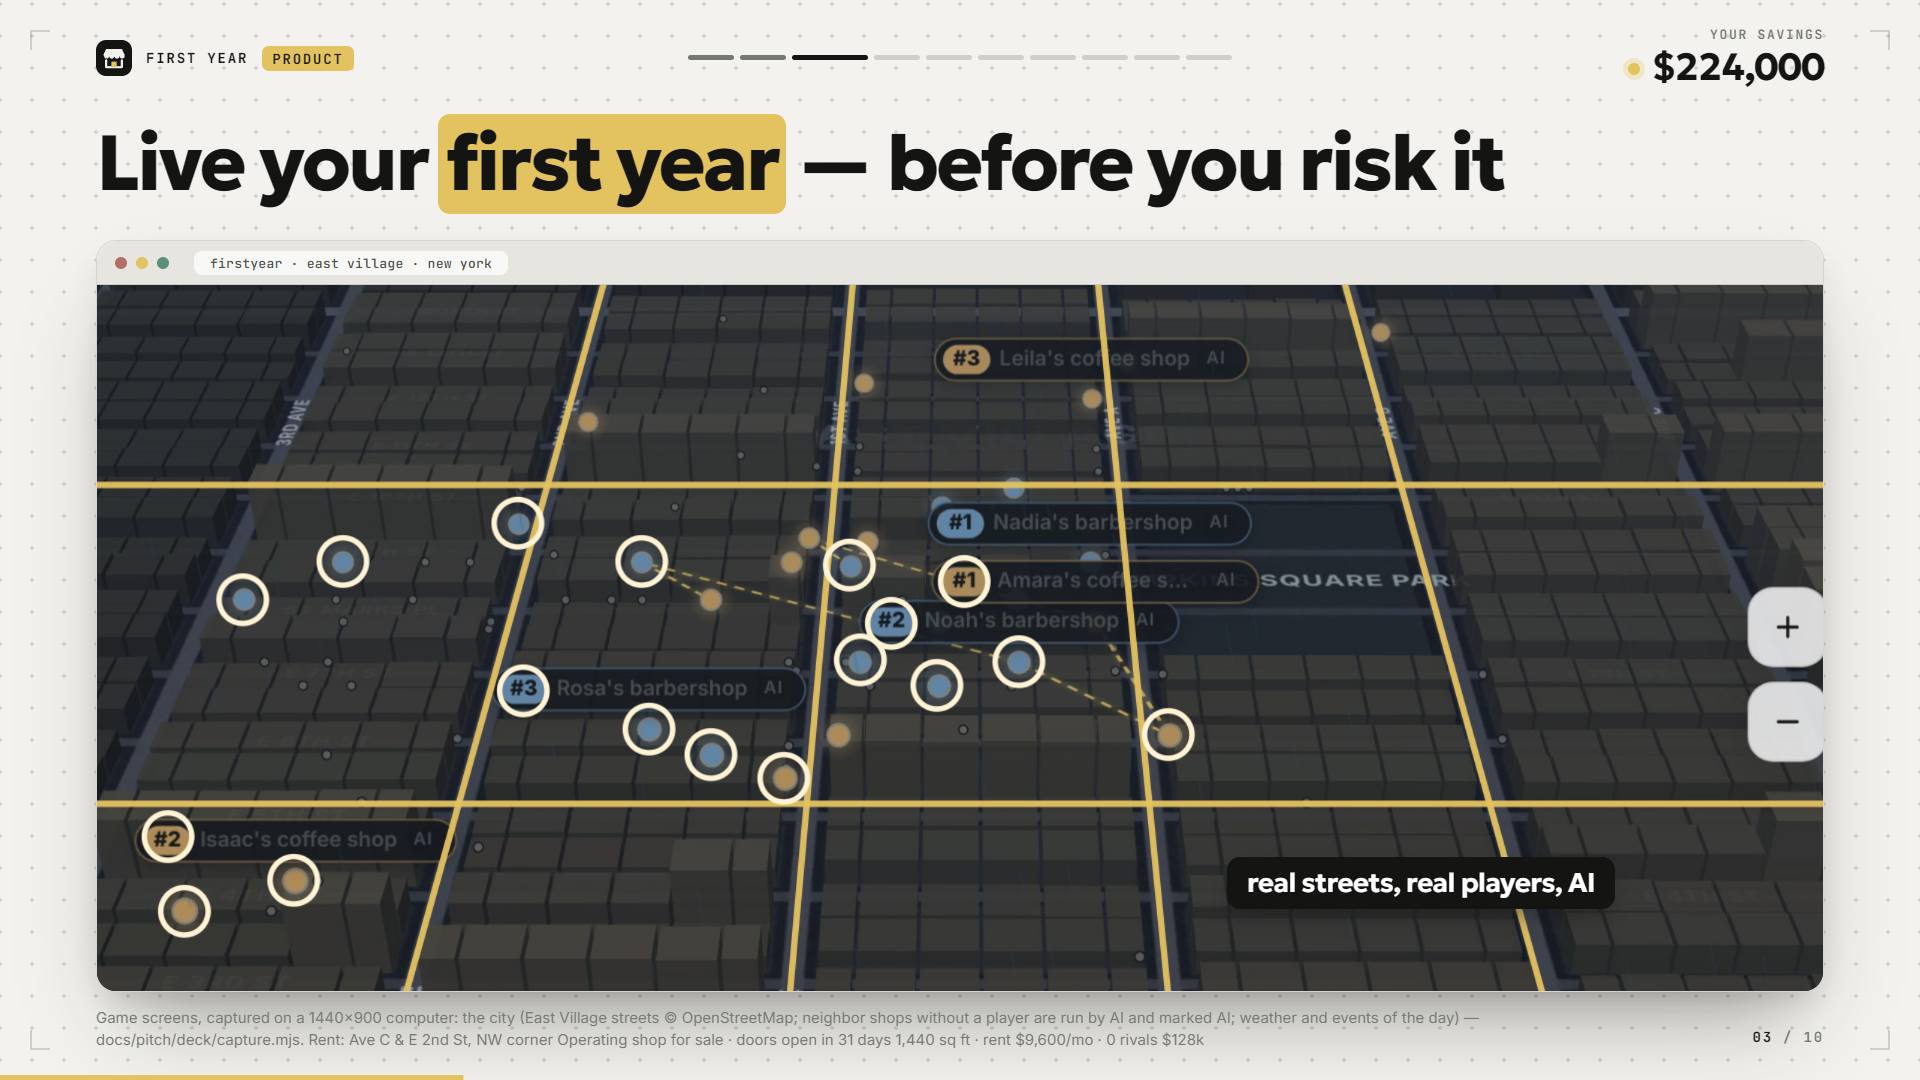 FIRST YEAR PRODUCT
YOUR SAVINGS
$224,000
Live your first year — before you risk it
firstyear · east village · new york
#3 Leila's coffee shop AI
3RD AVE
1ST AVE
#1 Nadia's barbershop AI
#1 Amara's coffee s... AI
SQUARE PARK
#2 Noah's barbershop AI
#3 Rosa's barbershop AI
+
−
#2 Isaac's coffee shop AI
real streets, real players, AI
Game screens, captured on a 1440×900 computer: the city (East Village streets © OpenStreetMap; neighbor shops without a player are run by AI and marked AI; weather and events of the day) —
docs/pitch/deck/capture.mjs. Rent: Ave C & E 2nd St, NW corner Operating shop for sale · doors open in 31 days 1,440 sq ft · rent $9,600/mo · 0 rivals $128k
03 / 10